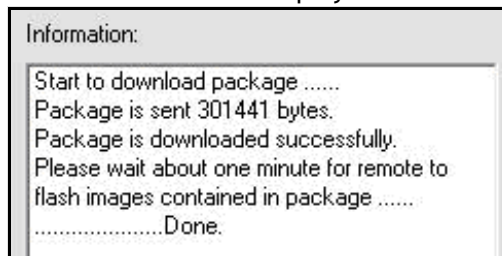 Information:
Start to download package ......
Package is sent 301441 bytes.
Package is downloaded successfully.
Please wait about one minute for remote to
flash images contained in package ......
......................Done.